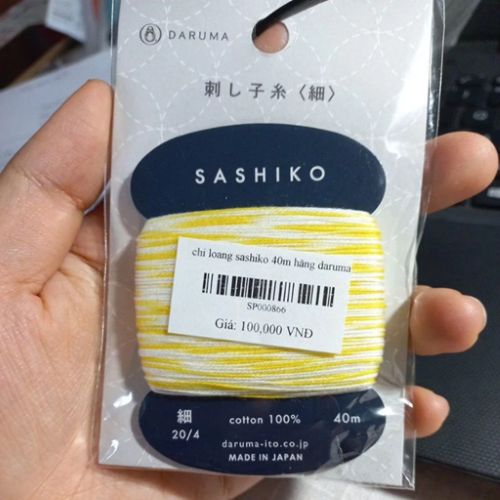 DARUMA
刺し子糸〈細〉
SASHIKO
chỉ loang sashiko 40m hãng daruma
SP000866
Giá: 100,000 VNĐ
細
20/4
cotton 100%
40m
daruma-ito.co.jp
MADE IN JAPAN